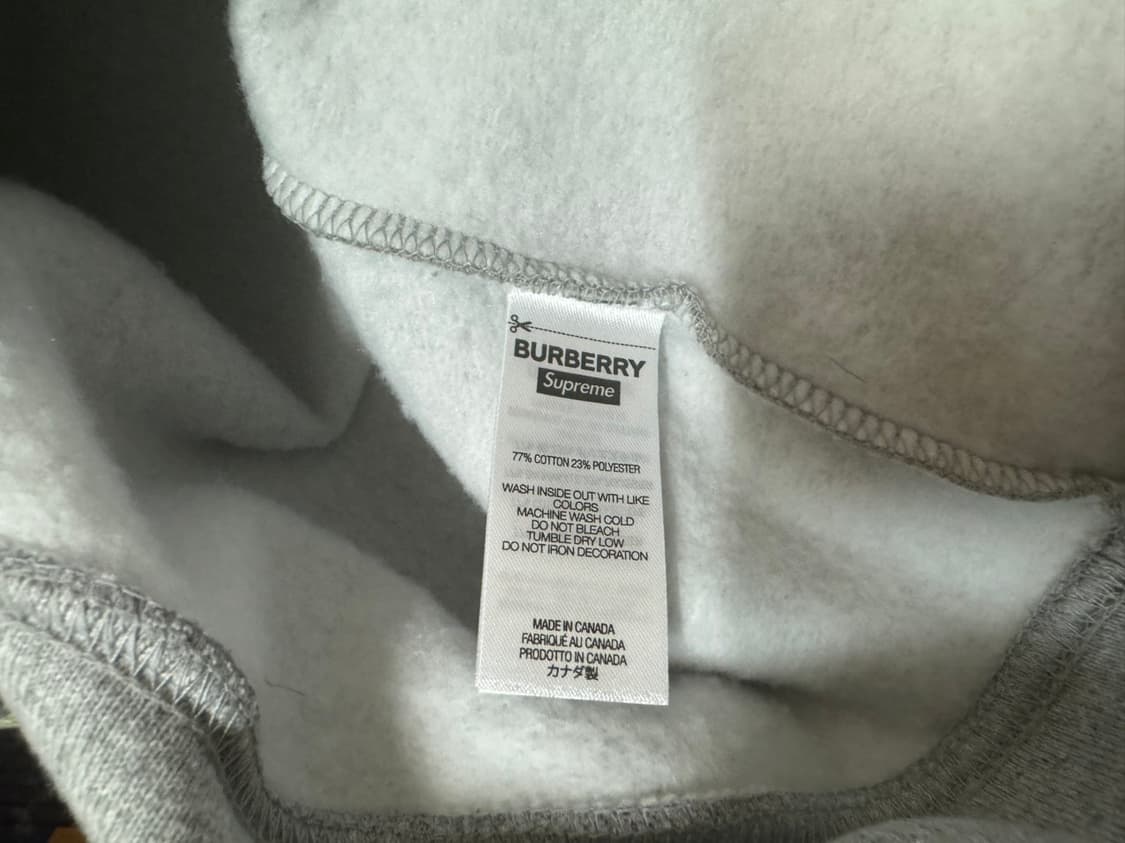 BURBERRY
Supreme
77% COTTON 23% POLYESTER
WASH INSIDE OUT WITH LIKE
COLORS
MACHINE WASH COLD
DO NOT BLEACH
TUMBLE DRY LOW
DO NOT IRON DECORATION
MADE IN CANADA
FABRIQUÉ AU CANADA
PRODOTTO IN CANADA
カナダ製